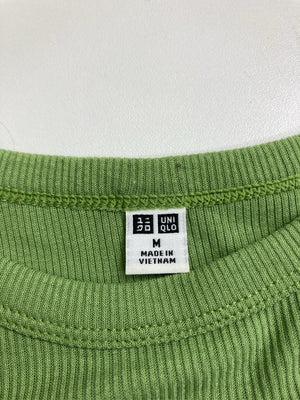 ユニ UNI
クロ QLO
M
MADE IN
VIETNAM